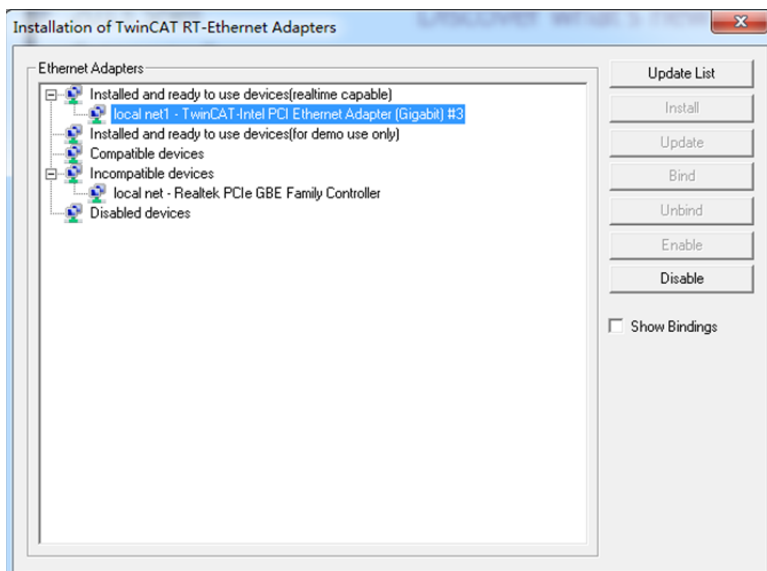 Discover what's new
Installation of TwinCAT RT-Ethernet Adapters
Ethernet Adapters
Installed and ready to use devices(realtime capable)
local net1 - TwinCAT-Intel PCI Ethernet Adapter (Gigabit) #3
Installed and ready to use devices(for demo use only)
Compatible devices
Incompatible devices
local net - Realtek PCIe GBE Family Controller
Disabled devices
Update List
Install
Update
Bind
Unbind
Enable
Disable
Show Bindings